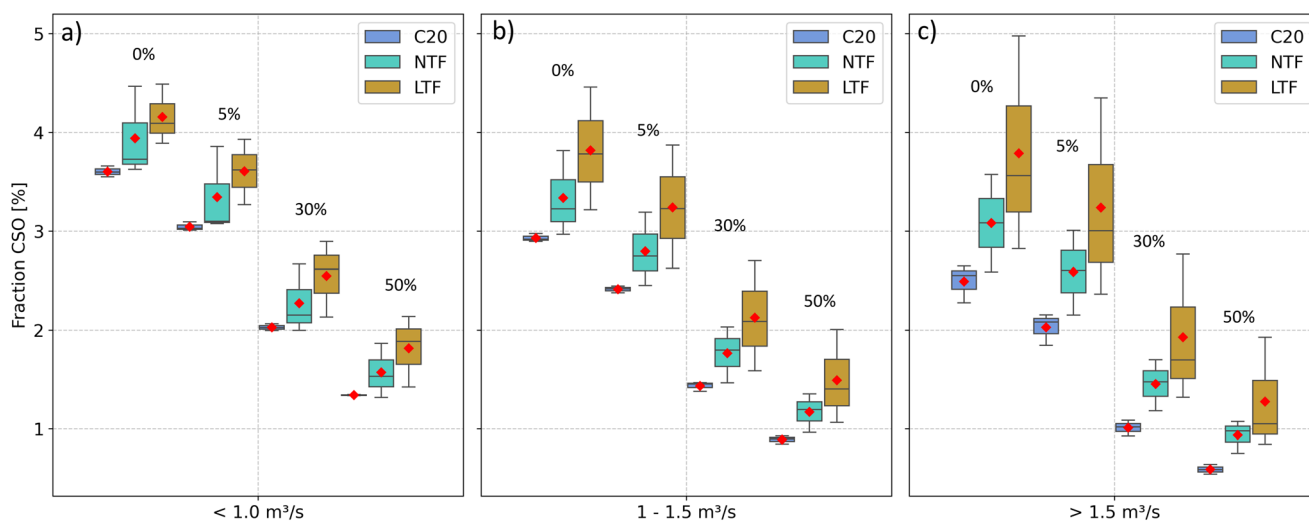 Fraction CSO [%]
5
4
3
2
1
a)
0%
5%
30%
50%
C20
NTF
LTF
< 1.0 m³/s
b)
0%
5%
30%
50%
C20
NTF
LTF
1 - 1.5 m³/s
c)
0%
5%
30%
50%
C20
NTF
LTF
> 1.5 m³/s